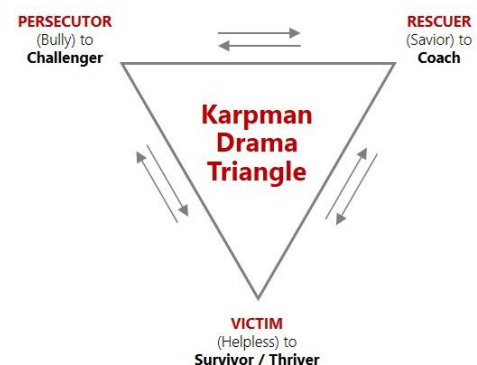 PERSECUTOR
(Bully) to
Challenger
RESCUER
(Savior) to
Coach
Karpman
Drama
Triangle
VICTIM
(Helpless) to
Survivor / Thriver